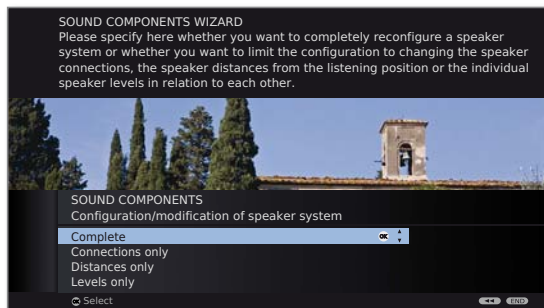 SOUND COMPONENTS WIZARD
Please specify here whether you want to completely reconfigure a speaker
system or whether you want to limit the configuration to changing the speaker
connections, the speaker distances from the listening position or the individual
speaker levels in relation to each other.
SOUND COMPONENTS
Configuration/modification of speaker system
Complete OK
Connections only
Distances only
Levels only
OK Select END